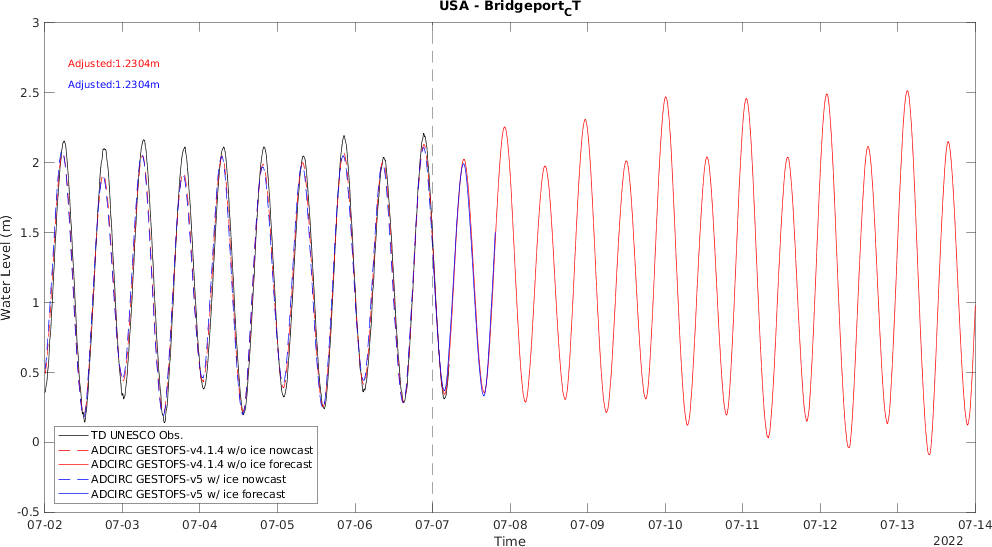 USA - Bridgeport_CT
3
2.5
2
1.5
1
0.5
0
-0.5
Water Level (m)
Adjusted:1.2304m
Adjusted:1.2304m
TD UNESCO Obs.
ADCIRC GESTOFS-v4.1.4 w/o ice nowcast
ADCIRC GESTOFS-v4.1.4 w/o ice forecast
ADCIRC GESTOFS-v5 w/ ice nowcast
ADCIRC GESTOFS-v5 w/ ice forecast
07-02 07-03 07-04 07-05 07-06 07-07 07-08 07-09 07-10 07-11 07-12 07-13 07-14
Time
2022